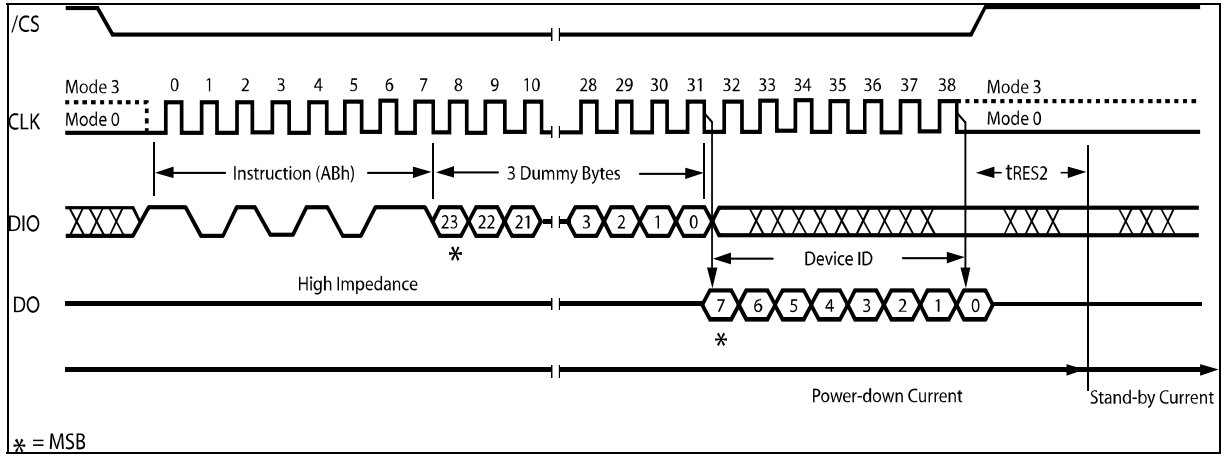 /CS
Mode 3 0 1 2 3 4 5 6 7 8 9 10 28 29 30 31 32 33 34 35 36 37 38 Mode 3
CLK Mode 0 Mode 0
Instruction (ABh) 3 Dummy Bytes tRES2
DIO 23 22 21 3 2 1 0
* Device ID
High Impedance
DO 7 6 5 4 3 2 1 0
*
Power-down Current Stand-by Current
* = MSB